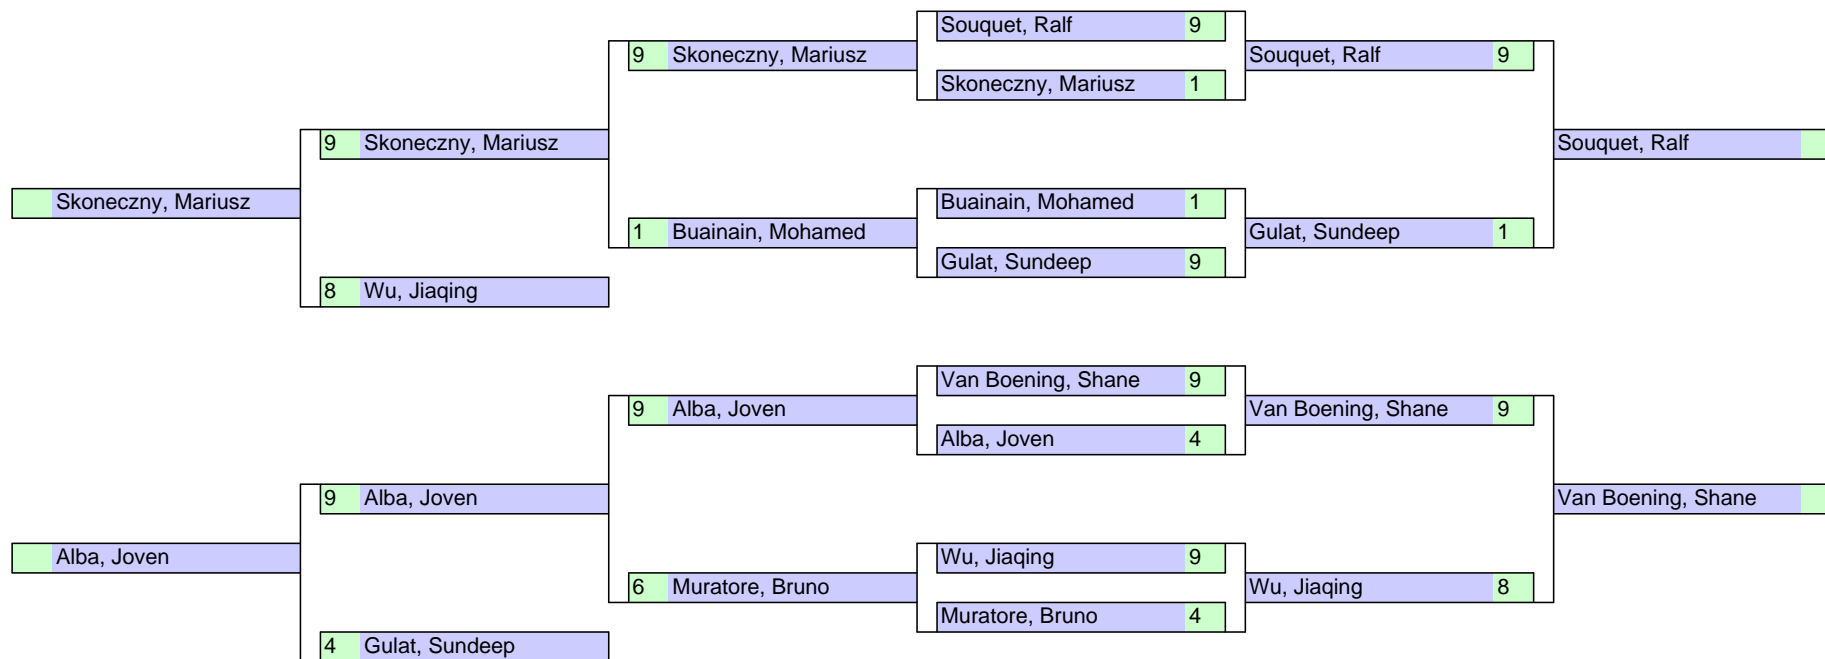 Souquet, Ralf 9
9 Skoneczny, Mariusz Souquet, Ralf 9
Skoneczny, Mariusz 1
9 Skoneczny, Mariusz Souquet, Ralf
Skoneczny, Mariusz Buainain, Mohamed 1
1 Buainain, Mohamed Gulat, Sundeep 1
Gulat, Sundeep 9
8 Wu, Jiaqing
Van Boening, Shane 9
9 Alba, Joven Van Boening, Shane 9
Alba, Joven 4
9 Alba, Joven Van Boening, Shane
Alba, Joven Wu, Jiaqing 9
6 Muratore, Bruno Wu, Jiaqing 8
Muratore, Bruno 4
4 Gulat, Sundeep